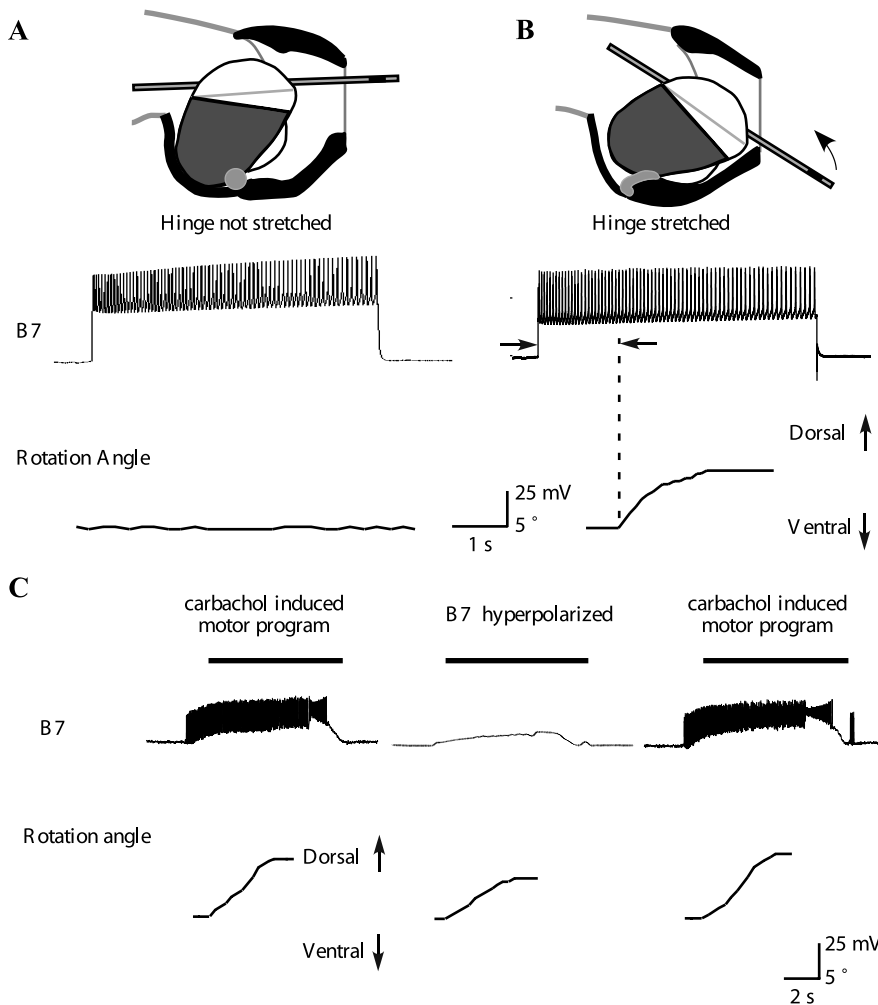 A
B
Hinge not stretched
Hinge stretched
B7
Dorsal
Rotation Angle
25 mV
5 °
1 s
Ventral
C
carbachol induced
motor program
B7 hyperpolarized
carbachol induced
motor program
B7
Rotation angle
Dorsal
Ventral
25 mV
5 °
2 s